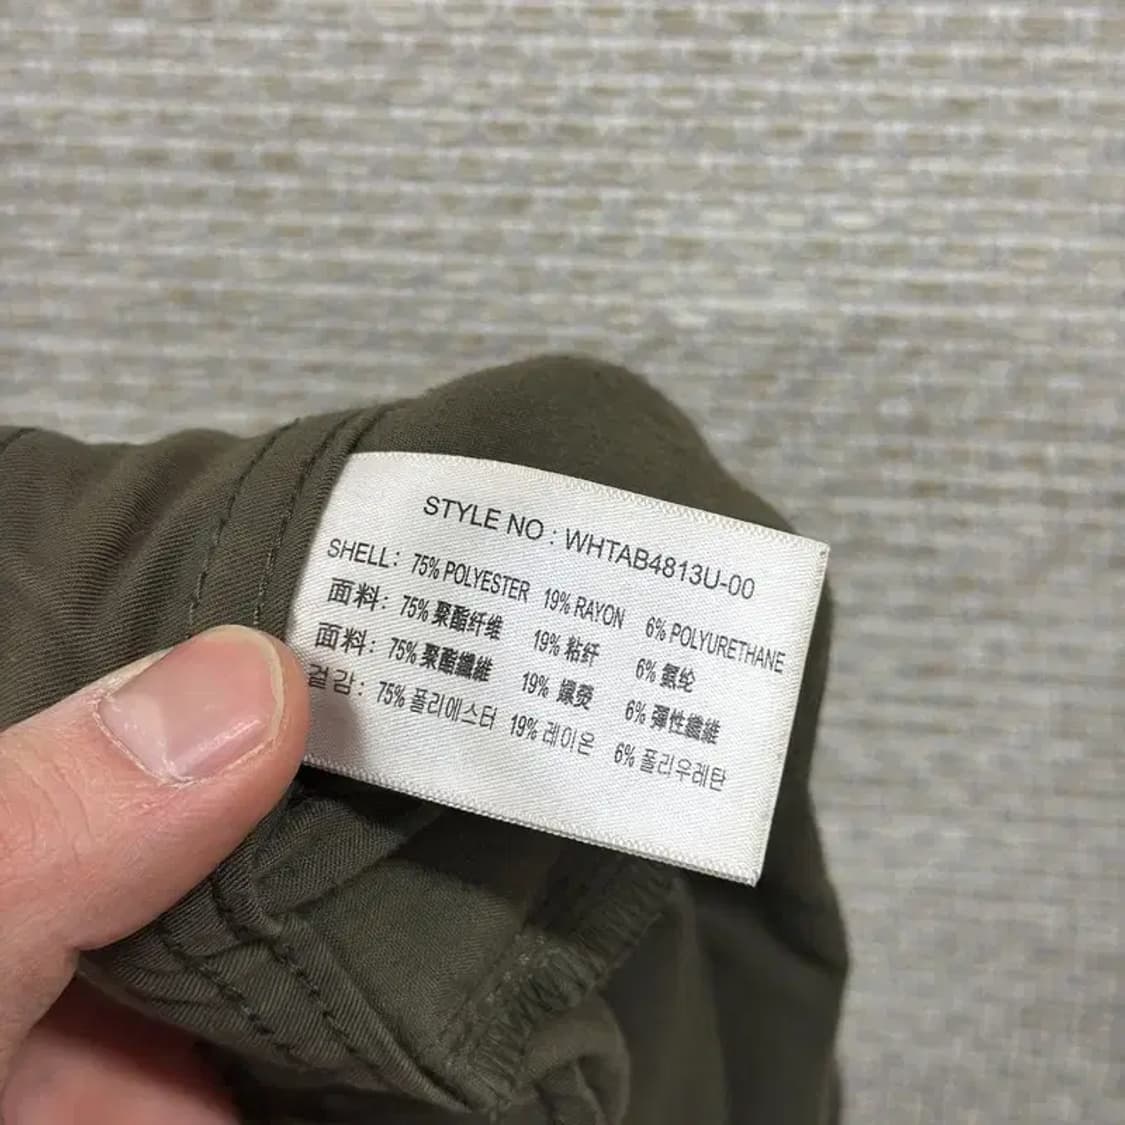 STYLE NO : WHTAB4813U-00
SHELL: 75% POLYESTER 19% RAYON 6% POLYURETHANE
面料: 75% 聚酯纤维 19% 粘纤 6% 氨纶
面料: 75% 聚酯纖維 19% 嫘縈 6% 彈性纖維
겉감: 75% 폴리에스터 19% 레이온 6% 폴리우레탄